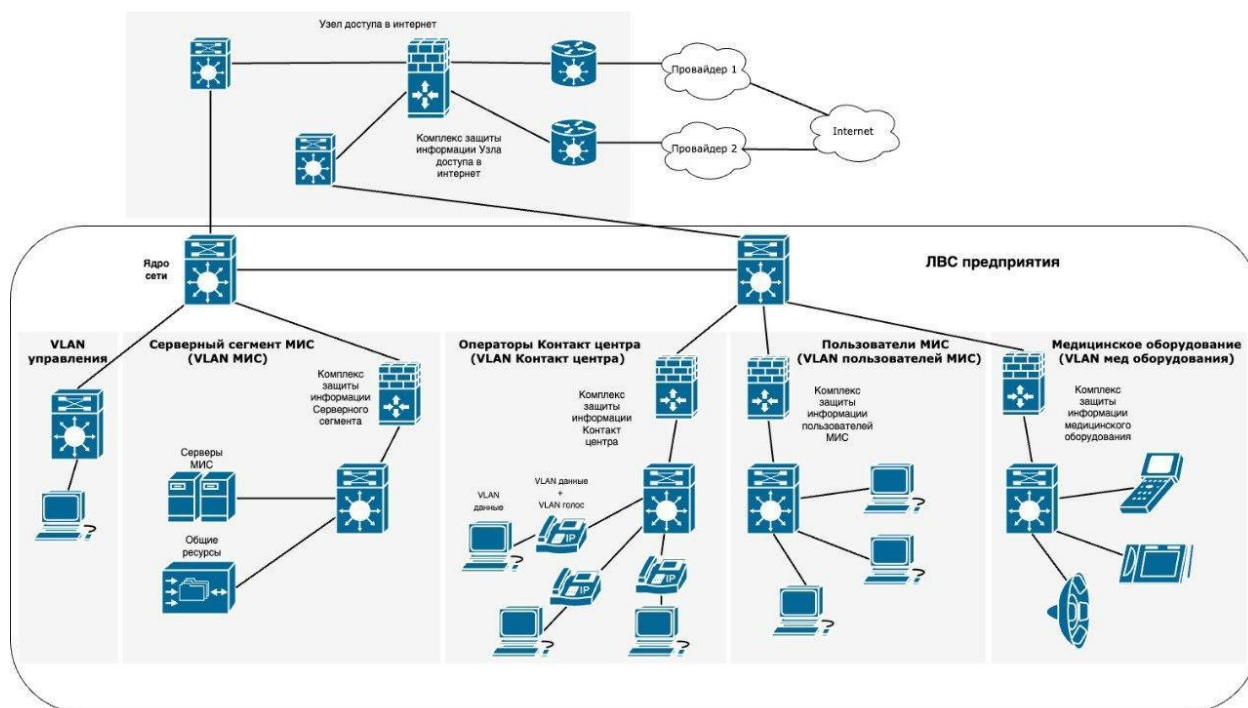 Узел доступа в интернет
Провайдер 1
Internet
Провайдер 2
Комплекс защиты
информации Узла
доступа в
интернет
Ядро
сети
ЛВС предприятия
VLAN
управления
Серверный сегмент МИС
(VLAN МИС)
Комплекс
защиты
информации
Серверного
сегмента
Серверы
МИС
Общие
ресурсы
Операторы Контакт центра
(VLAN Контакт центра)
Комплекс
защиты
информации
Контакт
центра
VLAN
данные
VLAN данные
+
VLAN голос
IP
IP
IP
Пользователи МИС
(VLAN пользователей МИС)
Комплекс
защиты
информации
пользователей
МИС
Медицинское оборудование
(VLAN мед оборудования)
Комплекс
защиты
информации
медицинского
оборудования